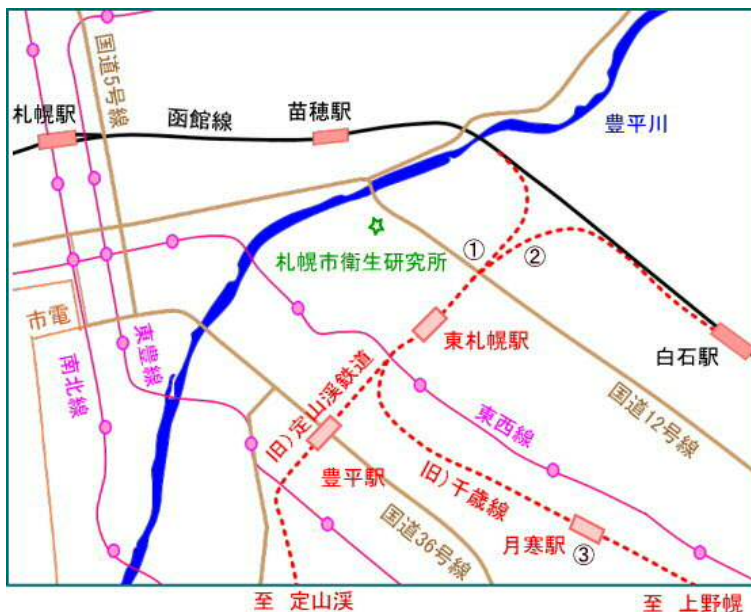 国道5号線
札幌駅
函館線
苗穂駅
豊平川
札幌市衛生研究所
①
②
市電
南北線
東豊線
東札幌駅
白石駅
旧)定山渓鉄道
東西線
国道12号線
豊平駅
旧)千歳線
国道36号線
月寒駅
③
至 定山渓
至 上野幌